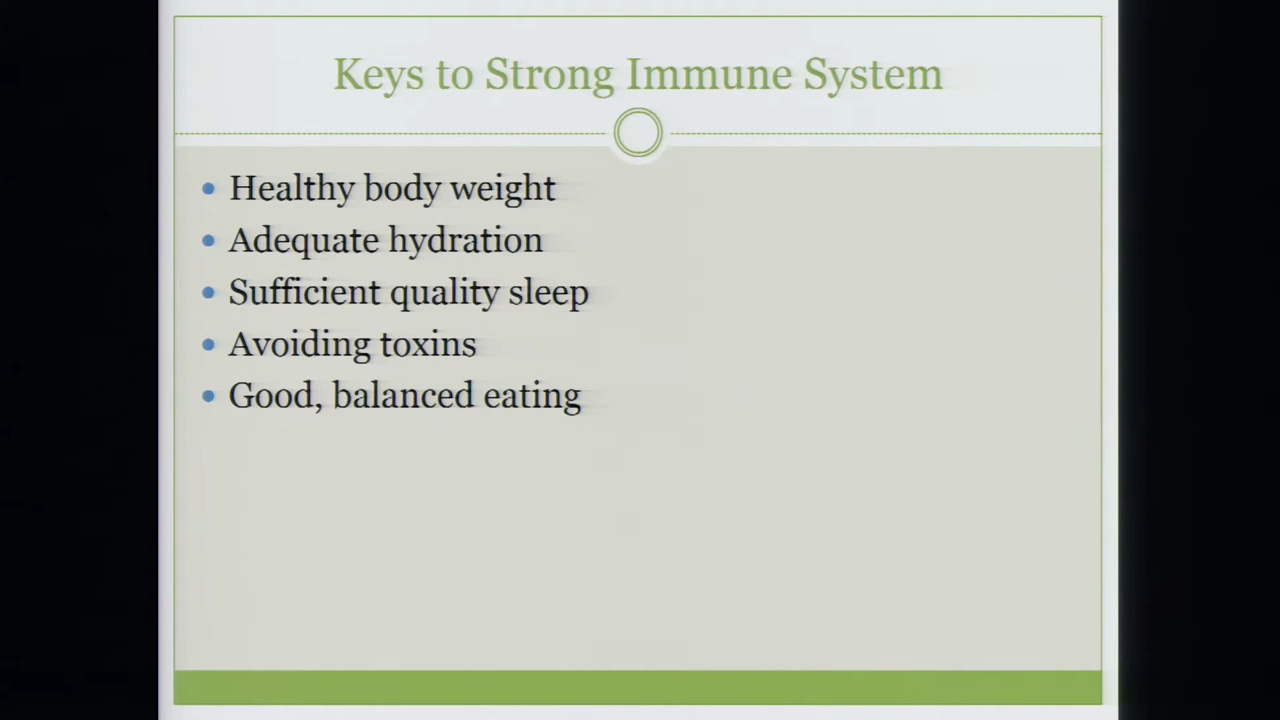 Keys to Strong Immune System
Healthy body weight
Adequate hydration
Sufficient quality sleep
Avoiding toxins
Good, balanced eating